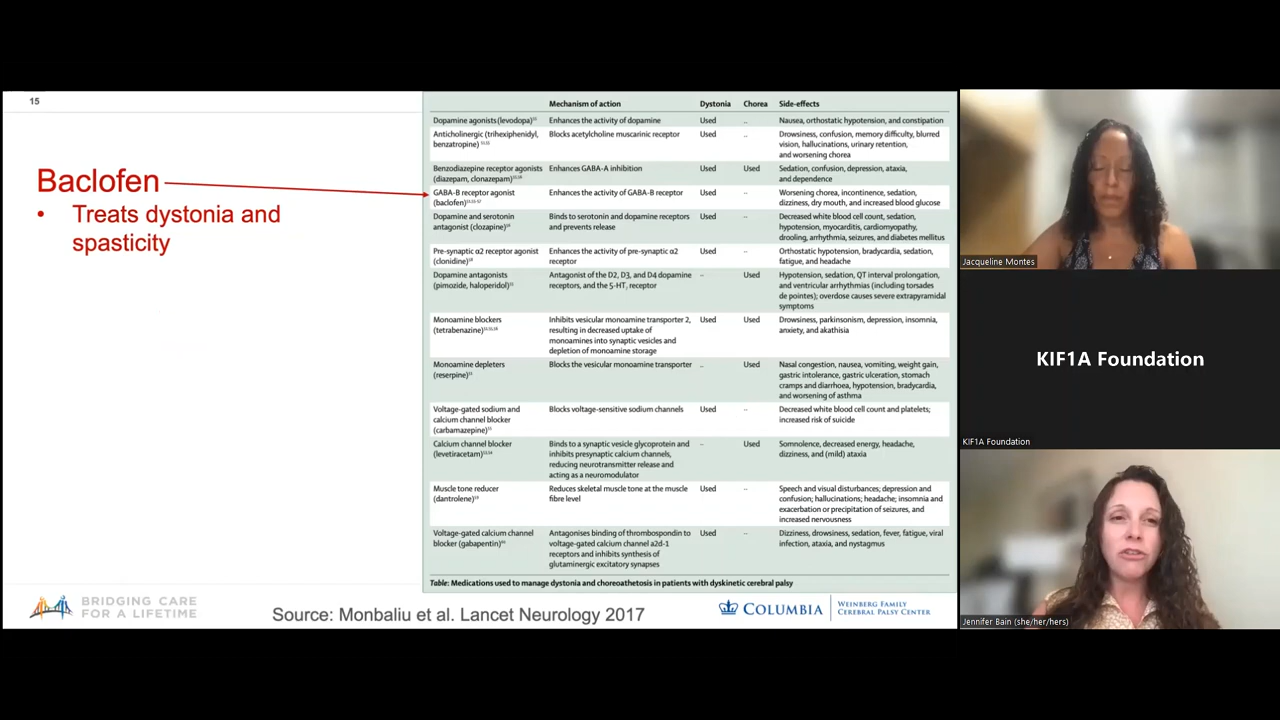 15
Baclofen
• Treats dystonia and
spasticity
Mechanism of action Dystonia Chorea Side-effects
Dopamine agonists (levodopa) Enhances the activity of dopamine Used .. Nausea, orthostatic hypotension, and constipation
Anticholinergic (trihexiphenidyl, Blocks acetylcholine muscarinic receptor Used .. Drowsiness, confusion, memory difficulty, blurred
benzatropine) vision, hallucinations, urinary retention,
and worsening chorea
Benzodiazepine receptor agonists Enhances GABA-A inhibition Used Used Sedation, confusion, depression, ataxia,
(diazepam, clonazepam) and dependence
GABA-B receptor agonist Enhances the activity of GABA-B receptor Used .. Worsening chorea, incontinence, sedation,
(baclofen) dizziness, dry mouth, and increased blood glucose
Dopamine and serotonin Binds to serotonin and dopamine receptors Used .. Decreased white blood cell count, sedation,
antagonist (clozapine) and prevents release hypotension, myocarditis, cardiomyopathy,
drooling, arrhythmia, seizures, and diabetes mellitus
Pre-synaptic α2 receptor agonist Enhances the activity of pre-synaptic α2 Used .. Orthostatic hypotension, bradycardia, sedation,
(clonidine) receptor fatigue, and headache
Dopamine antagonists Antagonist of the D2, D3, and D4 dopamine .. Used Hypotension, sedation, QT interval prolongation,
(pimozide, haloperidol) receptors, and the 5-HT receptor and ventricular arrhythmias (including torsades
de pointes); overdose causes severe extrapyramidal
symptoms
Monoamine blockers Inhibits vesicular monoamine transporter 2, Used Used Drowsiness, parkinsonism, depression, insomnia,
(tetrabenazine) resulting in decreased uptake of anxiety, and akathisia
monoamines into synaptic vesicles and
depletion of monoamine storage
Monoamine depleters Blocks the vesicular monoamine transporter .. Used Nasal congestion, nausea, vomiting, weight gain,
(reserpine) gastric intolerance, gastric ulceration, stomach
cramps and diarrhoea, hypotension, bradycardia,
and worsening of asthma
Voltage-gated sodium and Blocks voltage-sensitive sodium channels Used .. Decreased white blood cell count and platelets;
calcium channel blocker increased risk of suicide
(carbamazepine)
Calcium channel blocker Binds to a synaptic vesicle glycoprotein and .. Used Somnolence, decreased energy, headache,
(levetiracetam) inhibits presynaptic calcium channels, dizziness, and (mild) ataxia
reducing neurotransmitter release and
acting as a neuromodulator
Muscle tone reducer Reduces skeletal muscle tone at the muscle Used .. Speech and visual disturbances; depression and
(dantrolene) fibre level confusion; hallucinations; headache; insomnia and
exacerbation or precipitation of seizures, and
increased nervousness
Voltage-gated calcium channel Antagonises binding of thrombospondin to Used .. Dizziness, drowsiness, sedation, fever, fatigue, viral
blocker (gabapentin) voltage-gated calcium channel a2d-1 infection, ataxia, and nystagmus
receptors and inhibits synthesis of
glutaminergic excitatory synapses
Table: Medications used to manage dystonia and choreoathetosis in patients with dyskinetic cerebral palsy
BRIDGING CARE
FOR A LIFETIME
Source: Monbaliu et al. Lancet Neurology 2017
COLUMBIA
WEINBERG FAMILY
CEREBRAL PALSY CENTER
Jacqueline Montes
KIF1A Foundation
KIF1A Foundation
Jennifer Bain (she/her/hers)